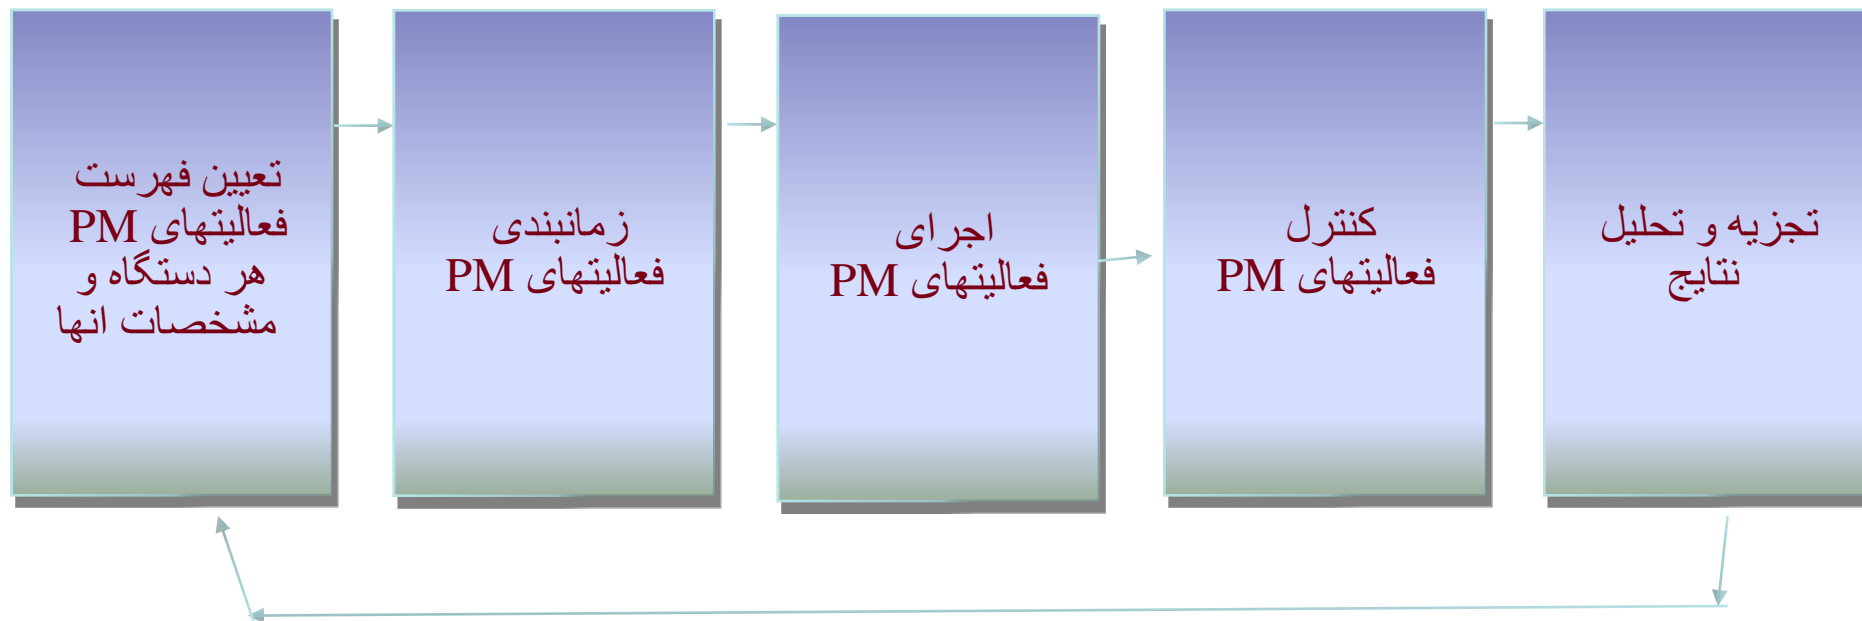 تعیین فهرست
فعالیتهای PM
هر دستگاه و
مشخصات انها
زمانبندی
فعالیتهای PM
اجرای
فعالیتهای PM
کنترل
فعالیتهای PM
تجزیه و تحلیل
نتایج